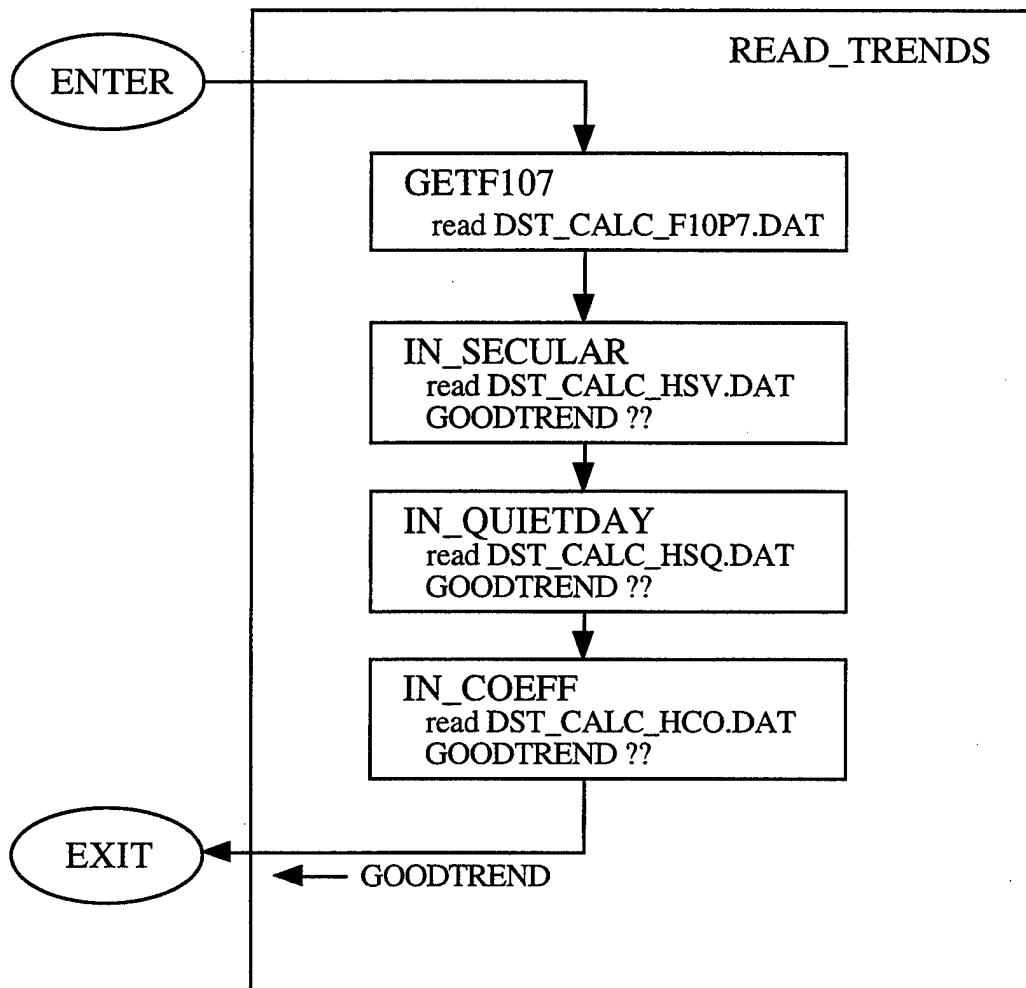 READ_TRENDS
ENTER
GETF107
read DST_CALC_F10P7.DAT
IN_SECULAR
read DST_CALC_HSV.DAT
GOODTREND ??
IN_QUIETDAY
read DST_CALC_HSQ.DAT
GOODTREND ??
IN_COEFF
read DST_CALC_HCO.DAT
GOODTREND ??
EXIT
GOODTREND